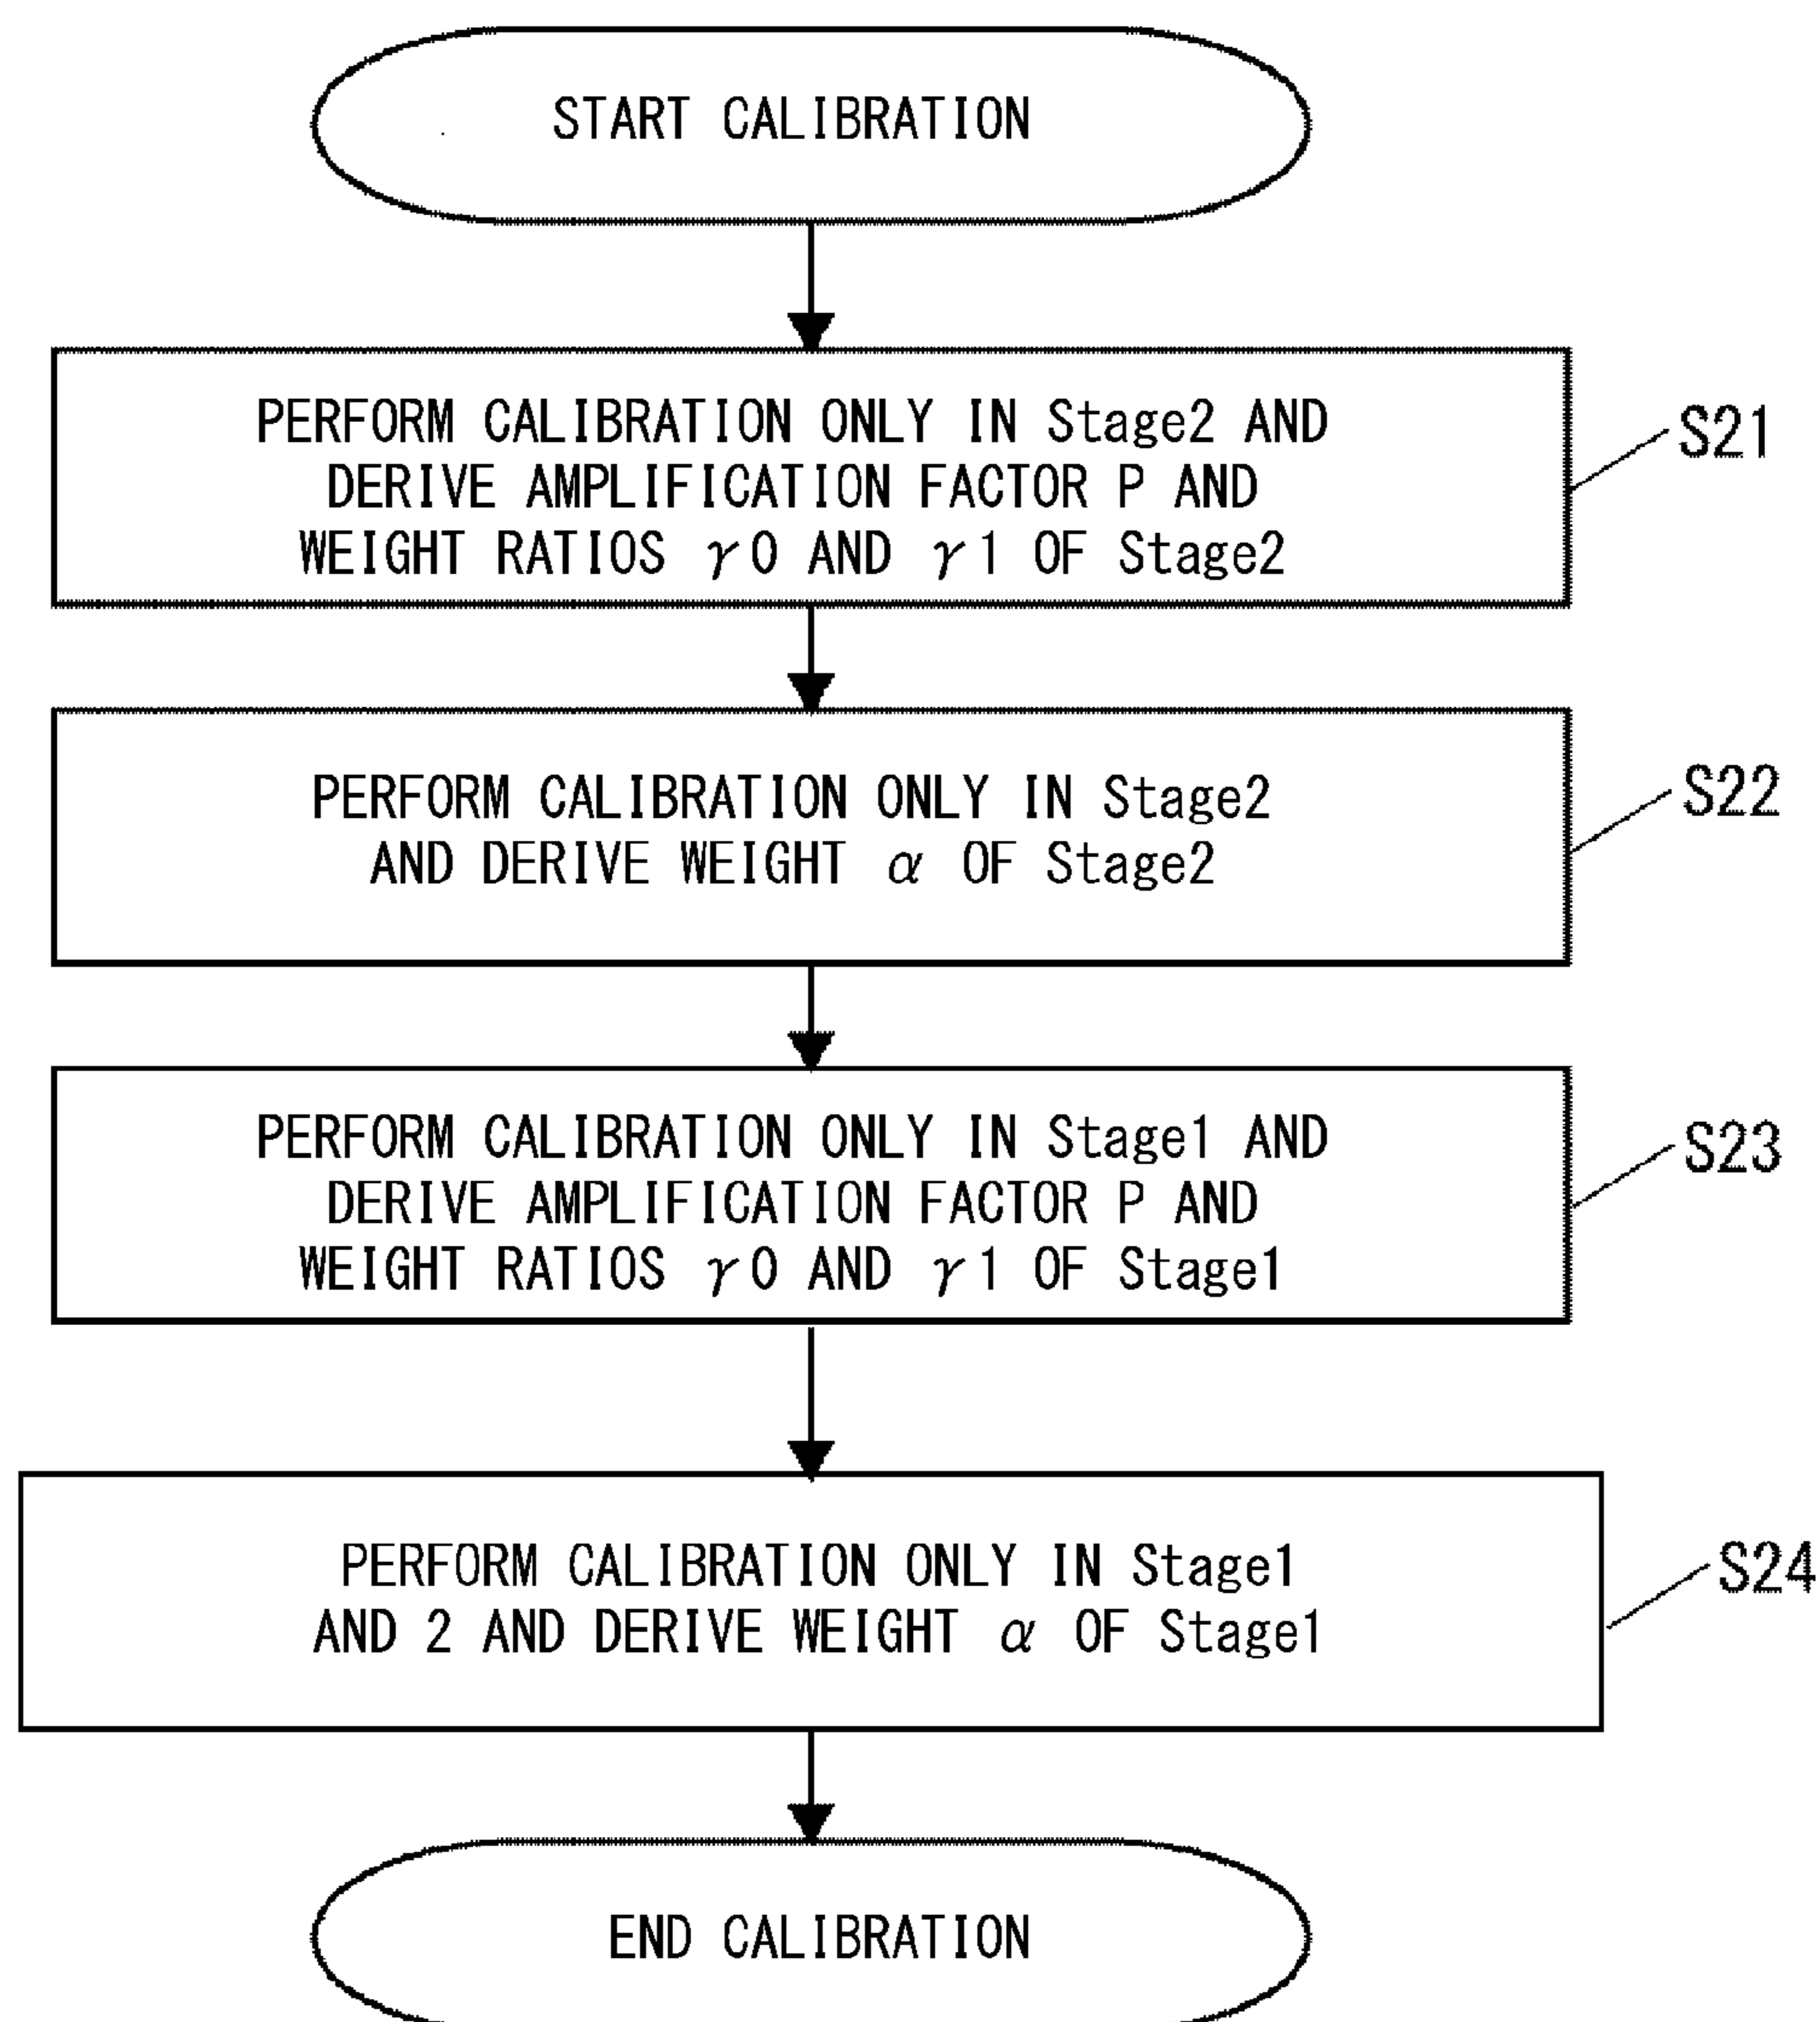 START CALIBRATION
PERFORM CALIBRATION ONLY IN Stage2 AND
DERIVE AMPLIFICATION FACTOR P AND
WEIGHT RATIOS γ0 AND γ1 OF Stage2
S21
PERFORM CALIBRATION ONLY IN Stage2
AND DERIVE WEIGHT α OF Stage2
S22
PERFORM CALIBRATION ONLY IN Stage1 AND
DERIVE AMPLIFICATION FACTOR P AND
WEIGHT RATIOS γ0 AND γ1 OF Stage1
S23
PERFORM CALIBRATION ONLY IN Stage1
AND 2 AND DERIVE WEIGHT α OF Stage1
S24
END CALIBRATION